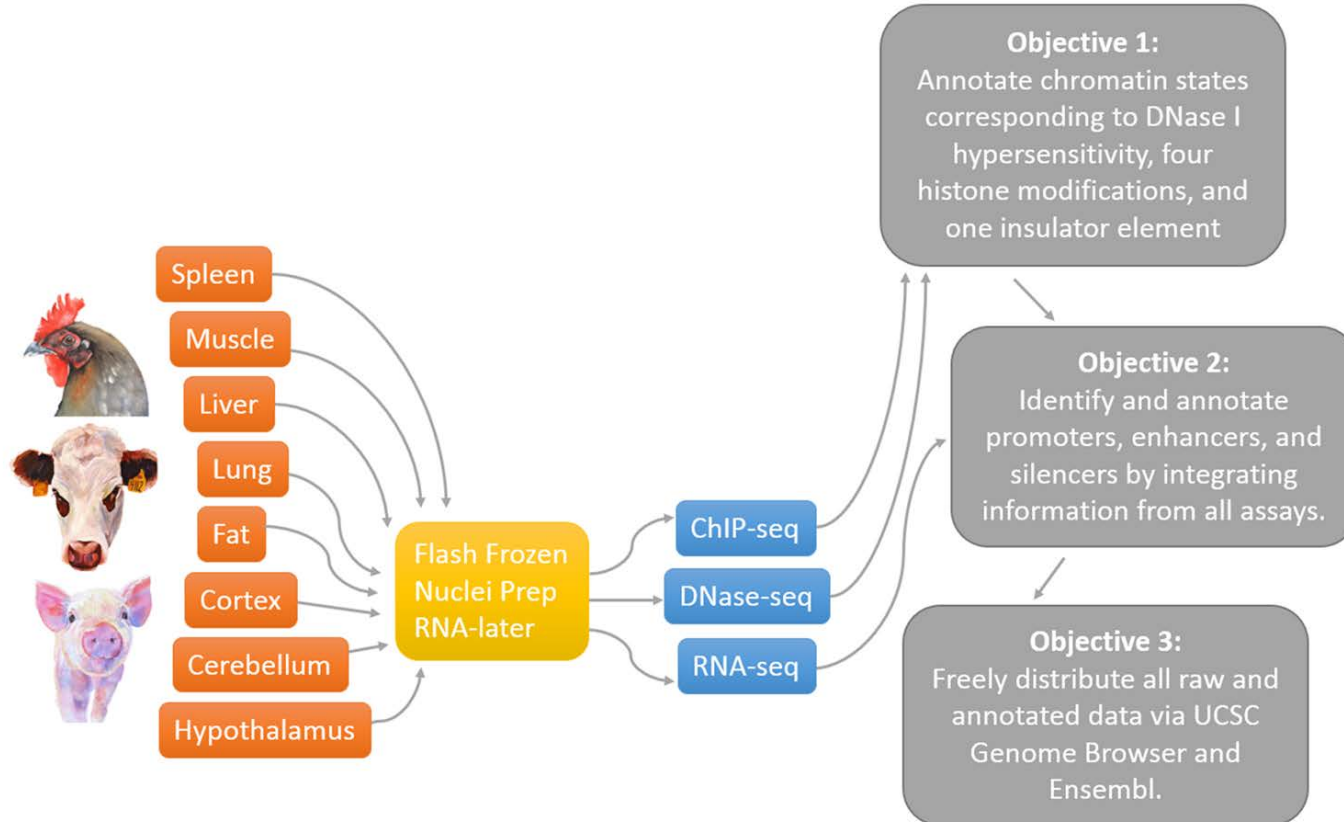 Spleen
Muscle
Liver
Lung
Fat
Cortex
Cerebellum
Hypothalamus
Flash Frozen
Nuclei Prep
RNA-later
ChIP-seq
DNase-seq
RNA-seq
Objective 1:
Annotate chromatin states
corresponding to DNase I
hypersensitivity, four
histone modifications, and
one insulator element
Objective 2:
Identify and annotate
promoters, enhancers, and
silencers by integrating
information from all assays.
Objective 3:
Freely distribute all raw and
annotated data via UCSC
Genome Browser and
Ensembl.